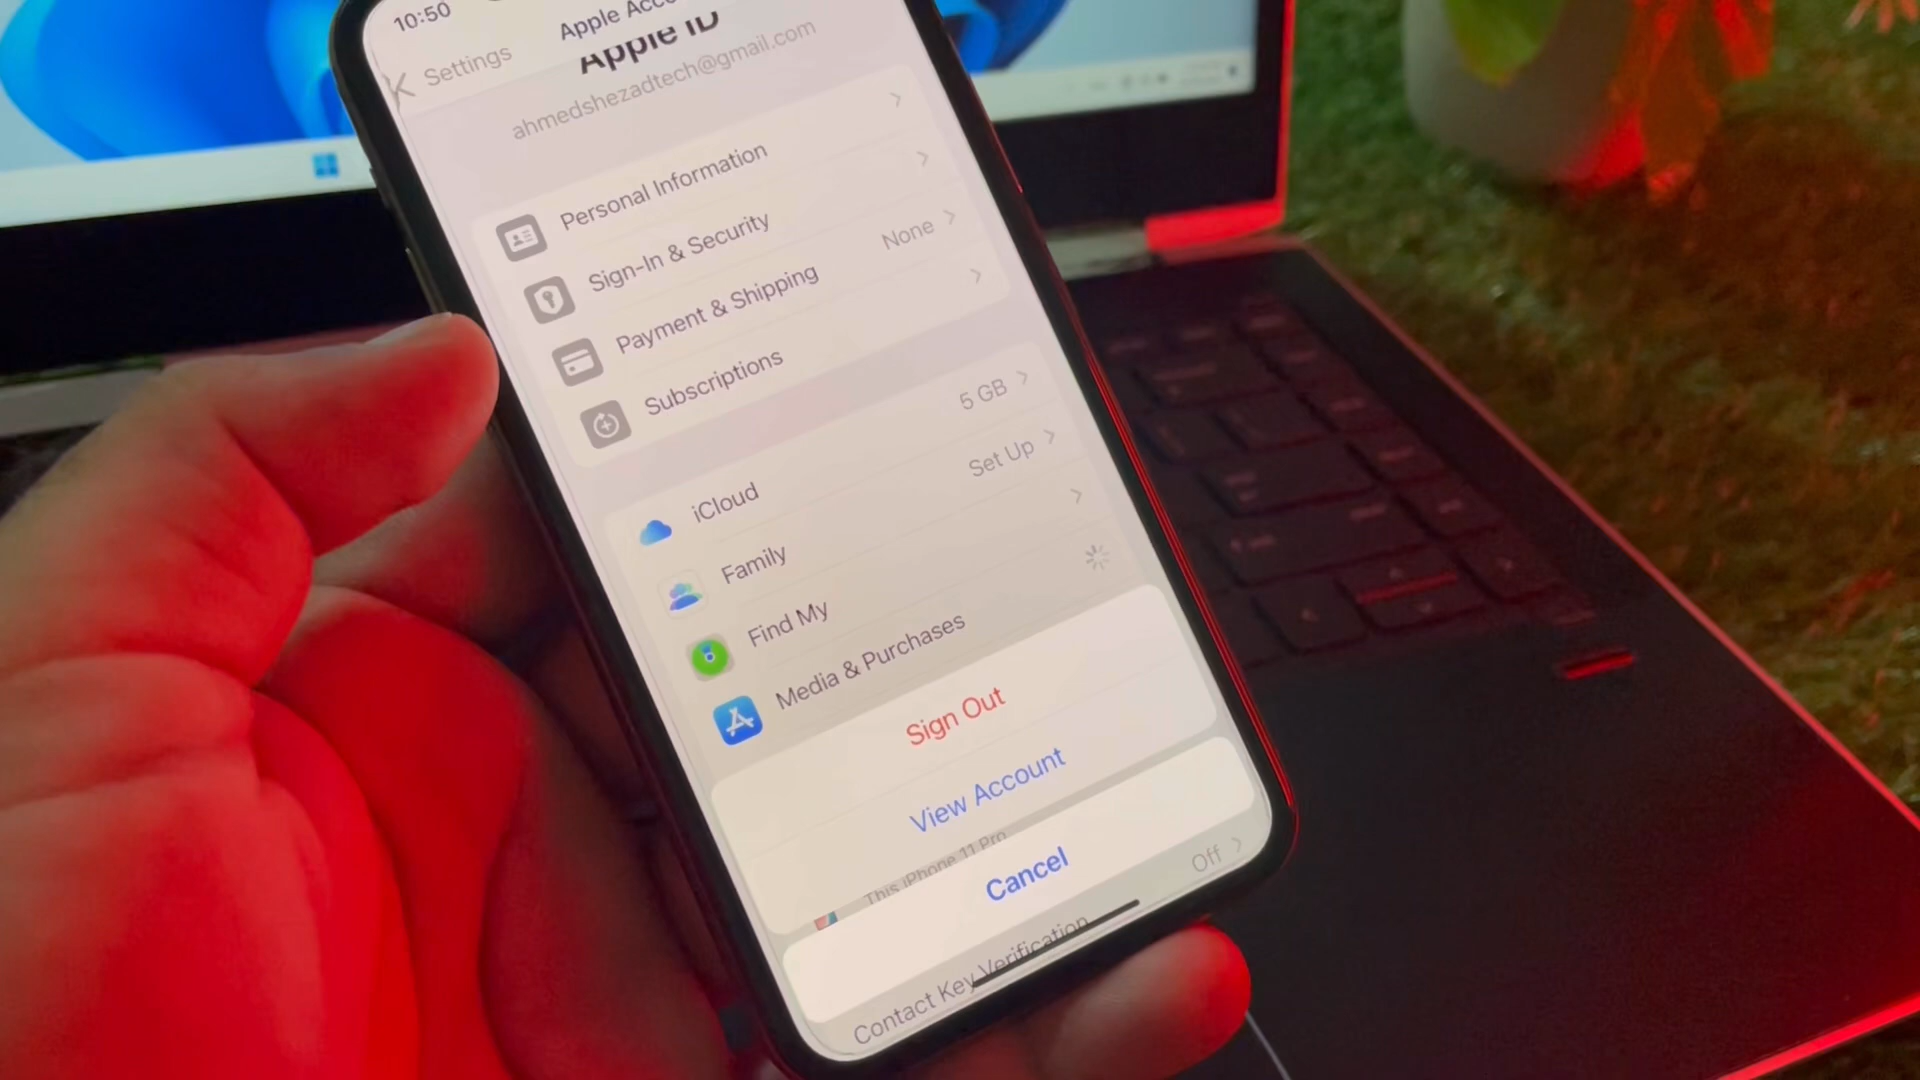 10:50
Apple Acco
Settings
Apple ID
ahmedshezadtech@gmail.com
Personal Information
Sign-In & Security
Payment & Shipping None
Subscriptions
iCloud 5 GB
Family Set Up
Find My
Media & Purchases
Sign Out
View Account
This iPhone 11 Pro
Cancel
Off
Contact Key Verification